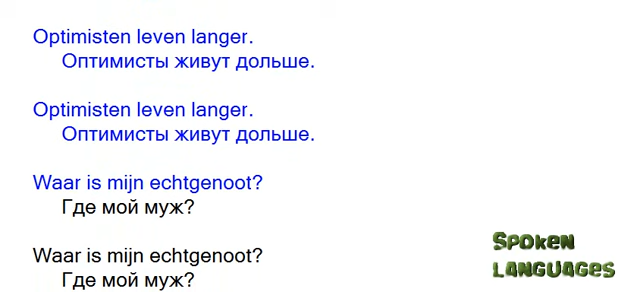 Optimisten leven langer.
Оптимисты живут дольше.
Optimisten leven langer.
Оптимисты живут дольше.
Waar is mijn echtgenoot?
Где мой муж?
Waar is mijn echtgenoot?
Где мой муж?
Spoken
Languages